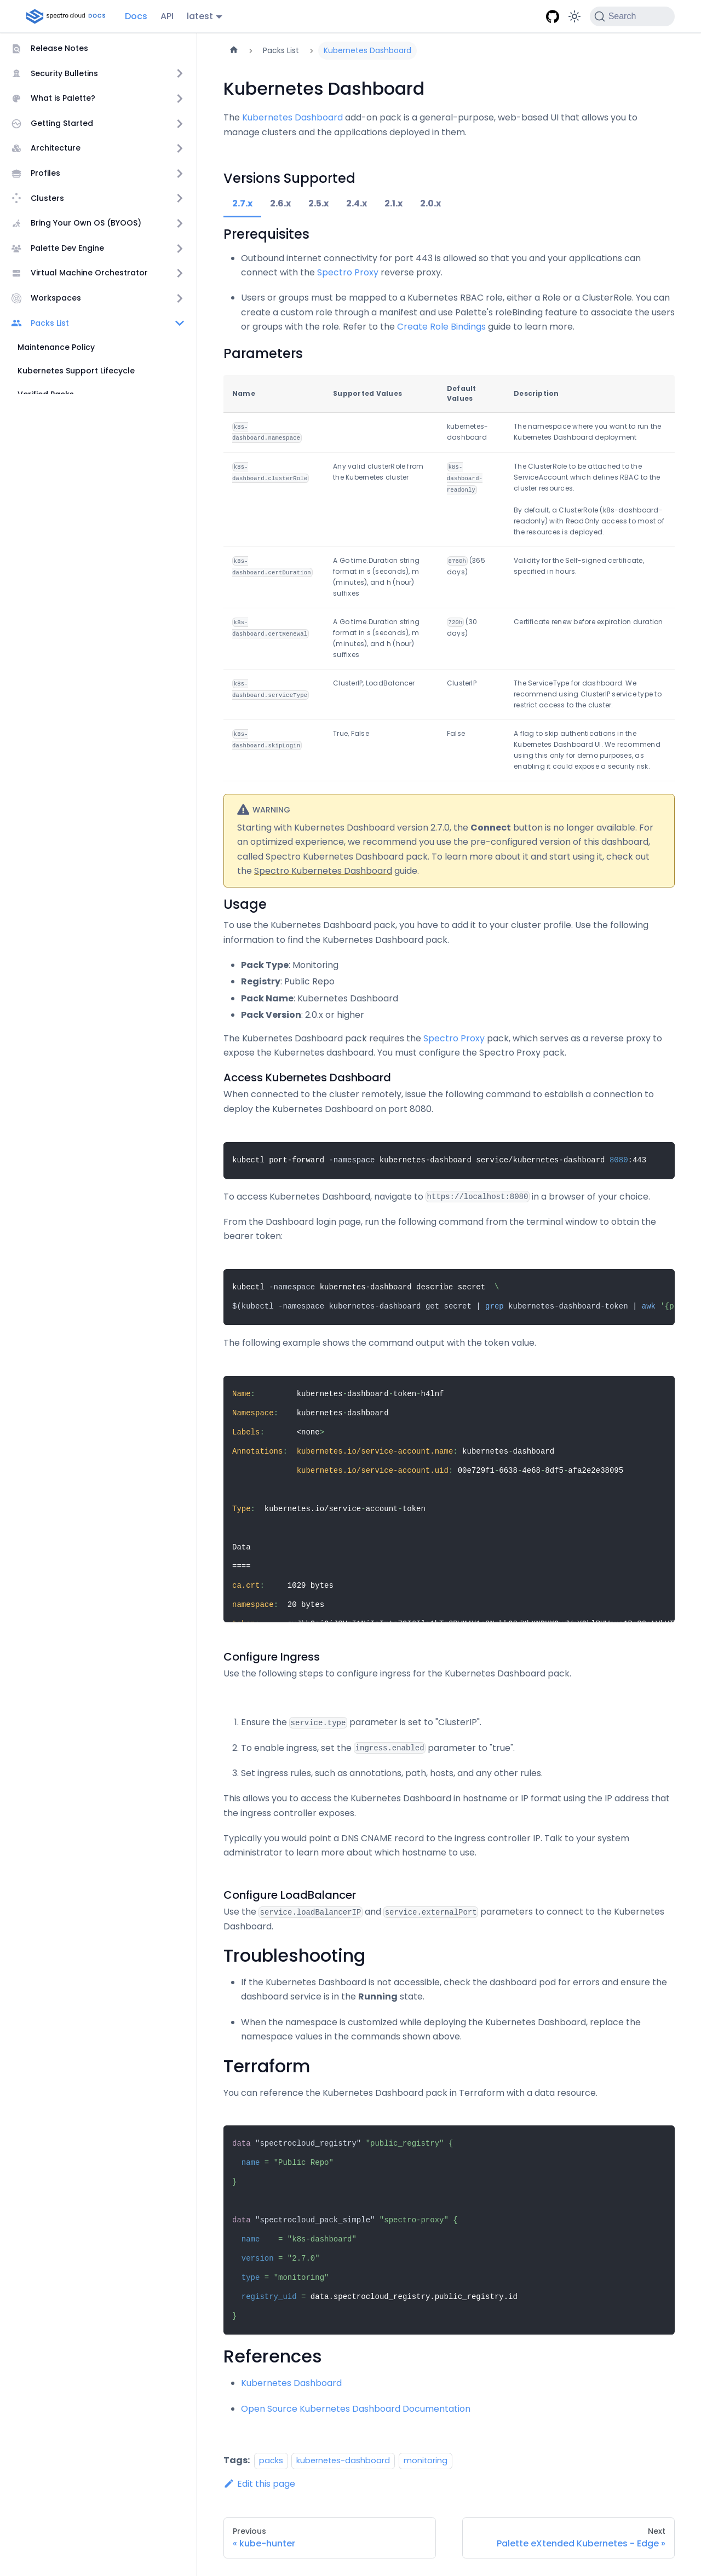 spectro cloud DOCS
Docs
API
latest
Search
Release Notes
Security Bulletins
What is Palette?
Getting Started
Architecture
Profiles
Clusters
Bring Your Own OS (BYOOS)
Palette Dev Engine
Virtual Machine Orchestrator
Workspaces
Packs List
Maintenance Policy
Kubernetes Support Lifecycle
Verified Packs
Packs List
Kubernetes Dashboard
Kubernetes Dashboard
The Kubernetes Dashboard add-on pack is a general-purpose, web-based UI that allows you to
manage clusters and the applications deployed in them.
Versions Supported
2.7.x 2.6.x 2.5.x 2.4.x 2.1.x 2.0.x
Prerequisites
Outbound internet connectivity for port 443 is allowed so that you and your applications can
connect with the Spectro Proxy reverse proxy.
Users or groups must be mapped to a Kubernetes RBAC role, either a Role or a ClusterRole. You can
create a custom role through a manifest and use Palette's roleBinding feature to associate the users
or groups with the role. Refer to the Create Role Bindings guide to learn more.
Parameters
Name
Supported Values
Default
Values
Description
k8s-
dashboard.namespace
kubernetes-
dashboard
The namespace where you want to run the
Kubernetes Dashboard deployment
k8s-
dashboard.clusterRole
Any valid clusterRole from
the Kubernetes cluster
k8s-
dashboard-
readonly
The ClusterRole to be attached to the
ServiceAccount which defines RBAC to the
cluster resources.
By default, a ClusterRole (k8s-dashboard-
readonly) with ReadOnly access to most of
the resources is deployed.
k8s-
dashboard.certDuration
A Go time.Duration string
format in s (seconds), m
(minutes), and h (hour)
suffixes
8760h (365
days)
Validity for the Self-signed certificate,
specified in hours.
k8s-
dashboard.certRenewal
A Go time.Duration string
format in s (seconds), m
(minutes), and h (hour)
suffixes
720h (30
days)
Certificate renew before expiration duration
k8s-
dashboard.serviceType
ClusterIP, LoadBalancer
ClusterIP
The ServiceType for dashboard. We
recommend using ClusterIP service type to
restrict access to the cluster.
k8s-
dashboard.skipLogin
True, False
False
A flag to skip authentications in the
Kubernetes Dashboard UI. We recommend
using this only for demo purposes, as
enabling it could expose a security risk.
WARNING
Starting with Kubernetes Dashboard version 2.7.0, the Connect button is no longer available. For
an optimized experience, we recommend you use the pre-configured version of this dashboard,
called Spectro Kubernetes Dashboard pack. To learn more about it and start using it, check out
the Spectro Kubernetes Dashboard guide.
Usage
To use the Kubernetes Dashboard pack, you have to add it to your cluster profile. Use the following
information to find the Kubernetes Dashboard pack.
Pack Type: Monitoring
Registry: Public Repo
Pack Name: Kubernetes Dashboard
Pack Version: 2.0.x or higher
The Kubernetes Dashboard pack requires the Spectro Proxy pack, which serves as a reverse proxy to
expose the Kubernetes dashboard. You must configure the Spectro Proxy pack.
Access Kubernetes Dashboard
When connected to the cluster remotely, issue the following command to establish a connection to
deploy the Kubernetes Dashboard on port 8080.
kubectl port-forward -namespace kubernetes-dashboard service/kubernetes-dashboard 8080:443
To access Kubernetes Dashboard, navigate to https://localhost:8080 in a browser of your choice.
From the Dashboard login page, run the following command from the terminal window to obtain the
bearer token:
kubectl -namespace kubernetes-dashboard describe secret \
$(kubectl -namespace kubernetes-dashboard get secret | grep kubernetes-dashboard-token | awk '{p
The following example shows the command output with the token value.
Name: kubernetes-dashboard-token-h4lnf
Namespace: kubernetes-dashboard
Labels: <none>
Annotations: kubernetes.io/service-account.name: kubernetes-dashboard
kubernetes.io/service-account.uid: 00e729f1-6638-4e68-8df5-afa2e2e38095
Type: kubernetes.io/service-account-token
Data
====
ca.crt: 1029 bytes
namespace: 20 bytes
Configure Ingress
Use the following steps to configure ingress for the Kubernetes Dashboard pack.
1. Ensure the service.type parameter is set to "ClusterIP".
2. To enable ingress, set the ingress.enabled parameter to "true".
3. Set ingress rules, such as annotations, path, hosts, and any other rules.
This allows you to access the Kubernetes Dashboard in hostname or IP format using the IP address that
the ingress controller exposes.
Typically you would point a DNS CNAME record to the ingress controller IP. Talk to your system
administrator to learn more about which hostname to use.
Configure LoadBalancer
Use the service.loadBalancerIP and service.externalPort parameters to connect to the Kubernetes
Dashboard.
Troubleshooting
If the Kubernetes Dashboard is not accessible, check the dashboard pod for errors and ensure the
dashboard service is in the Running state.
When the namespace is customized while deploying the Kubernetes Dashboard, replace the
namespace values in the commands shown above.
Terraform
You can reference the Kubernetes Dashboard pack in Terraform with a data resource.
data "spectrocloud_registry" "public_registry" {
name = "Public Repo"
}
data "spectrocloud_pack_simple" "spectro-proxy" {
name = "k8s-dashboard"
version = "2.7.0"
type = "monitoring"
registry_uid = data.spectrocloud_registry.public_registry.id
}
References
Kubernetes Dashboard
Open Source Kubernetes Dashboard Documentation
Tags: packs kubernetes-dashboard monitoring
Edit this page
Previous
« kube-hunter
Next
Palette eXtended Kubernetes - Edge »